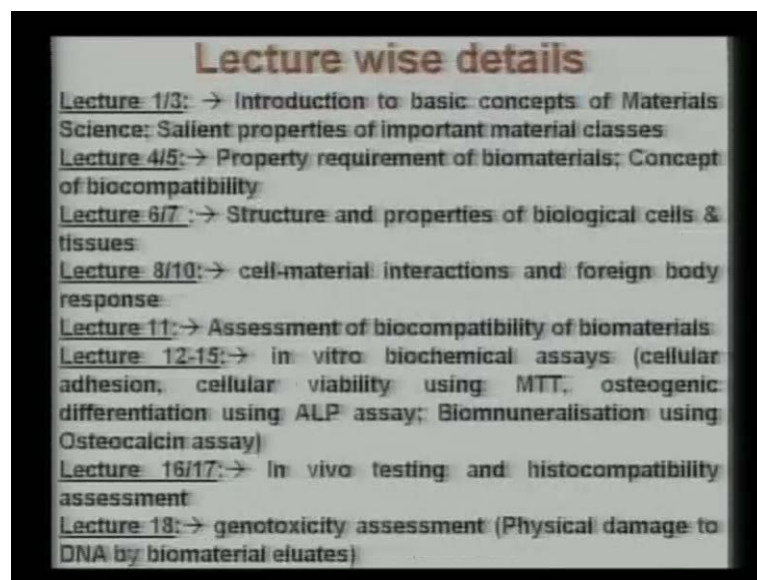 Lecture wise details
Lecture 1/3: → Introduction to basic concepts of Materials
Science; Salient properties of important material classes
Lecture 4/5:→ Property requirement of biomaterials; Concept
of biocompatibility
Lecture 6/7 :→ Structure and properties of biological cells &
tissues
Lecture 8/10:→ cell-material interactions and foreign body
response
Lecture 11:→ Assessment of biocompatibility of biomaterials
Lecture 12-15:→ in vitro biochemical assays (cellular
adhesion, cellular viability using MTT, osteogenic
differentiation using ALP assay; Biomnuneralisation using
Osteocalcin assay)
Lecture 16/17:→ In vivo testing and histocompatibility
assessment
Lecture 18:→ genotoxicity assessment (Physical damage to
DNA by biomaterial eluates)